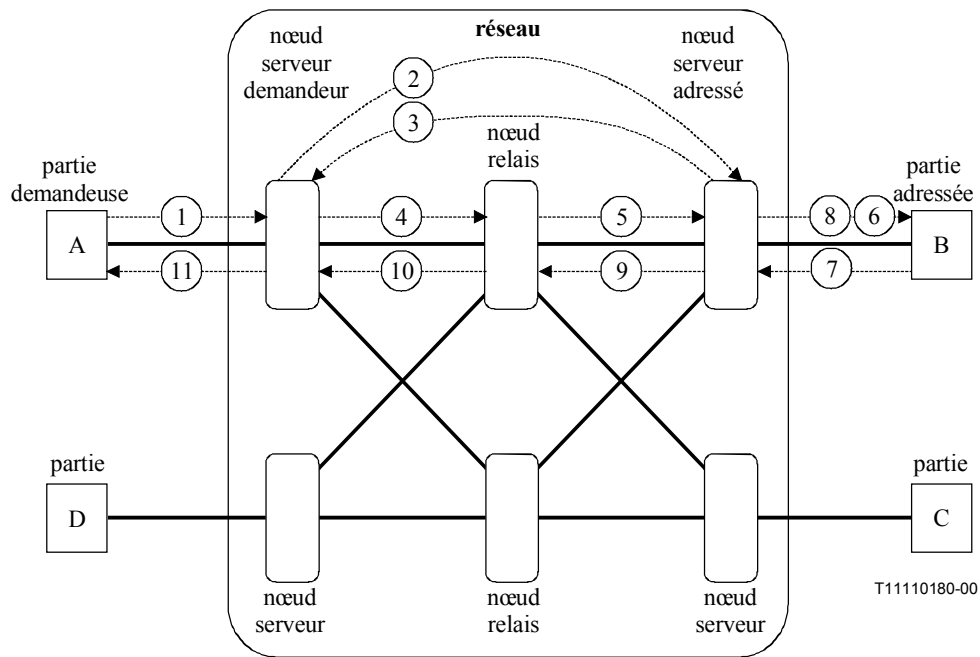 réseau
nœud
serveur
demandeur
nœud
serveur
adressé
2
3
nœud
relais
partie
demandeuse
partie
adressée
1
4
5
8
6
A
B
11
10
9
7
partie
D
partie
C
nœud
serveur
nœud
relais
nœud
serveur
T11110180-00